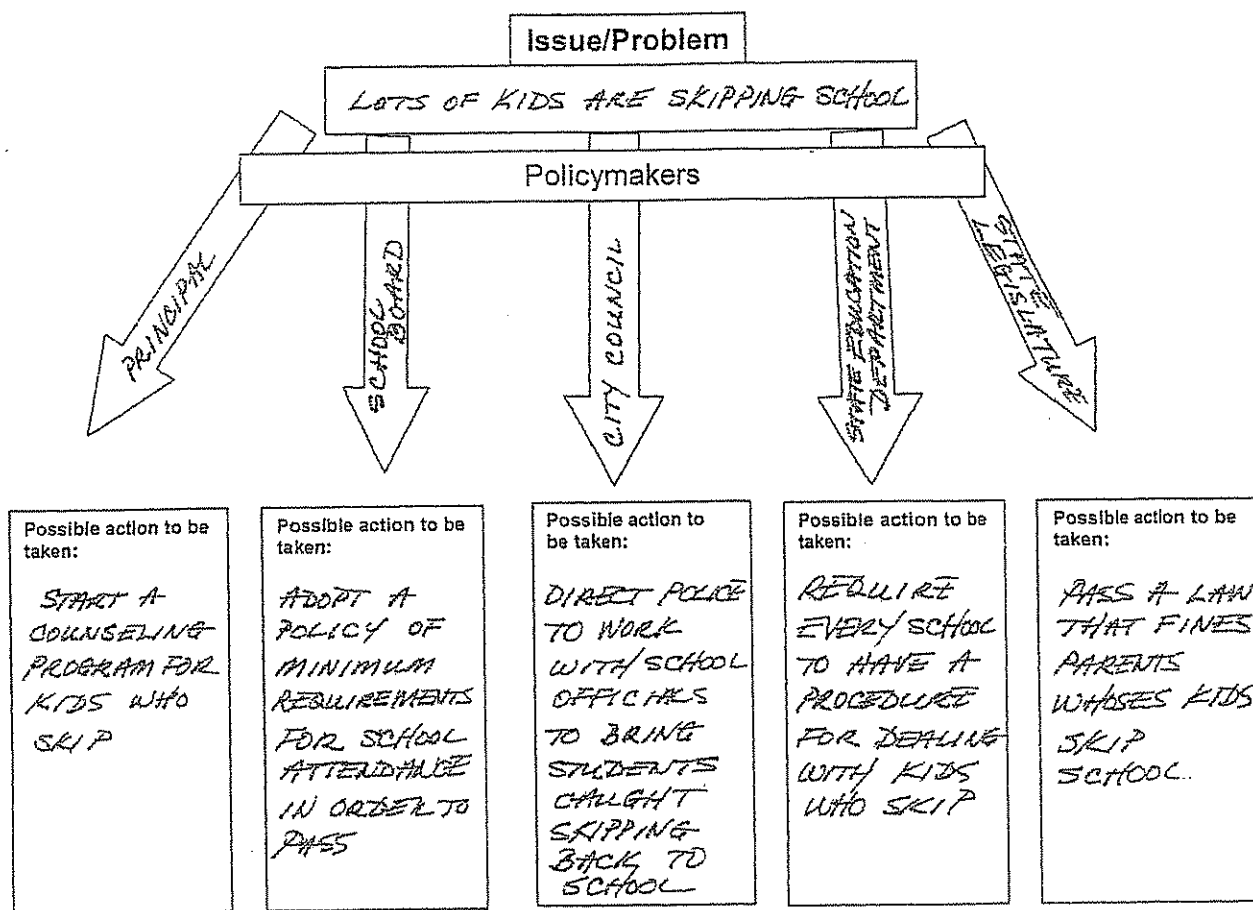 Issue/Problem
LOTS OF KIDS ARE SKIPPING SCHOOL
Policymakers
PRINCIPAL
SCHOOL
BOARD
CITY COUNCIL
STATE EDUCATION
DEPARTMENT
STATE
LEGISLATURE
Possible action to be
taken:
START A
COUNSELING
PROGRAM FOR
KIDS WHO
SKIP
Possible action to be
taken:
ADOPT A
POLICY OF
MINIMUM
REQUIREMENTS
FOR SCHOOL
ATTENDANCE
IN ORDER TO
PASS
Possible action to
be taken:
DIRECT POLICE
TO WORK
WITH SCHOOL
OFFICIALS
TO BRING
STUDENTS
CAUGHT
SKIPPING
BACK TO
SCHOOL
Possible action to be
taken:
REQUIRE
EVERY SCHOOL
TO HAVE A
PROCEDURE
FOR DEALING
WITH KIDS
WHO SKIP
Possible action to be
taken:
PASS A LAW
THAT FINES
PARENTS
WHOSES KIDS
SKIP
SCHOOL.